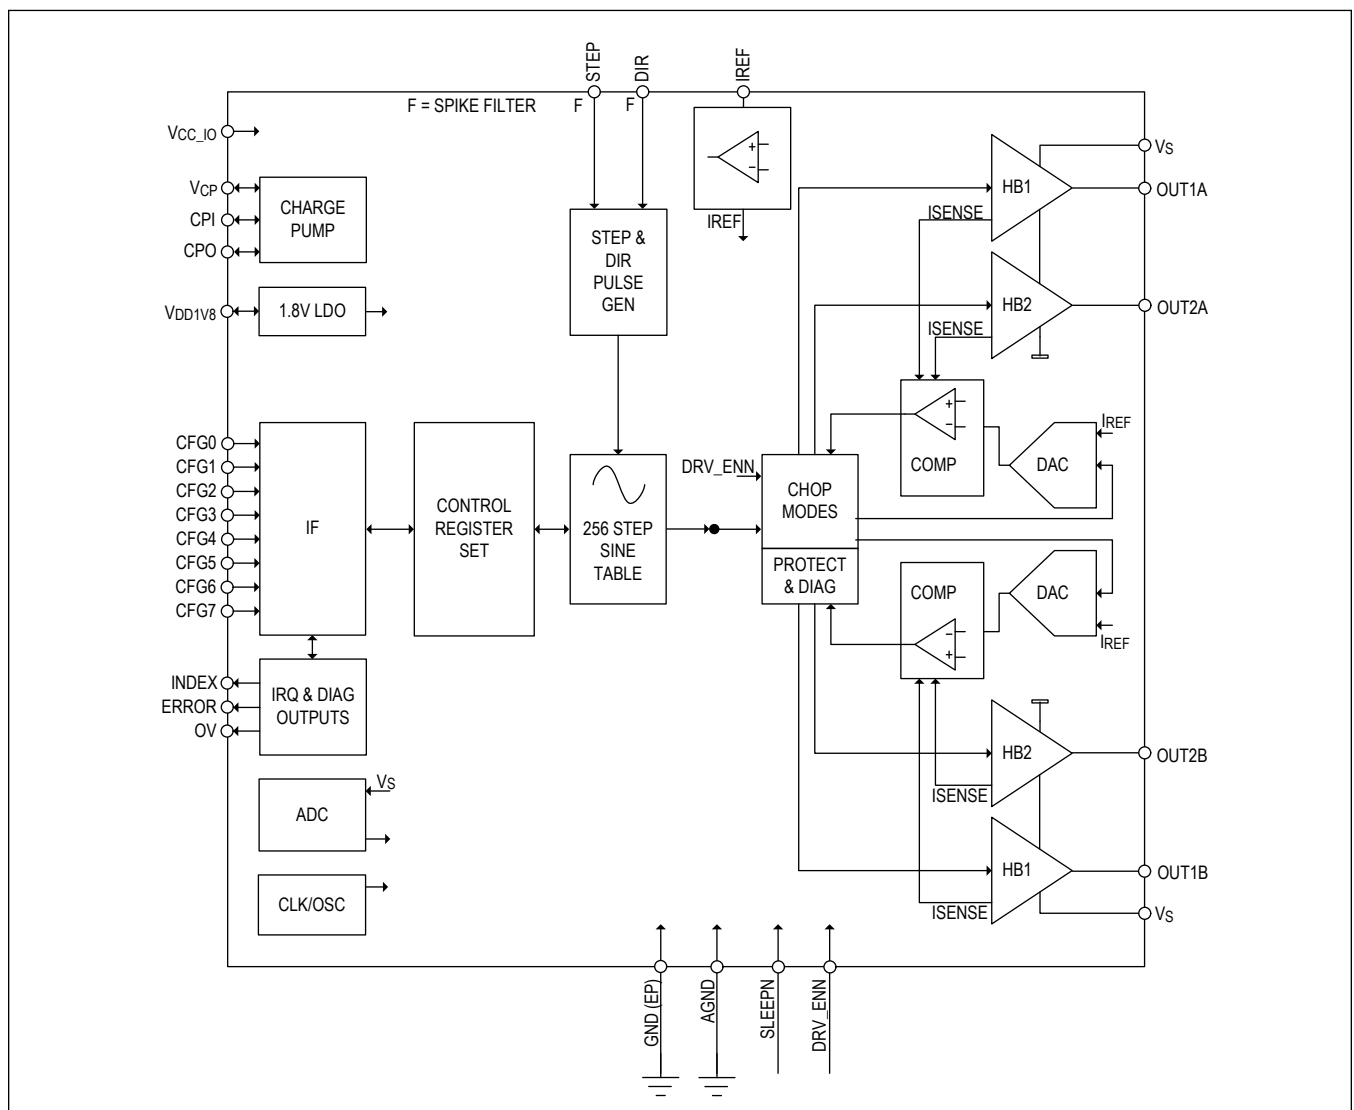 STEP
DIR
IREF
F = SPIKE FILTER
F
F
VCC_IO
VS
VCP
CPI
CPO
CHARGE
PUMP
IREF
HB1
OUT1A
ISENSE
STEP &
DIR
PULSE
GEN
VDD1V8
1.8V LDO
HB2
OUT2A
ISENSE
CFG0
CFG1
CFG2
CFG3
CFG4
CFG5
CFG6
CFG7
IF
CONTROL
REGISTER
SET
256 STEP
SINE
TABLE
DRV_ENN
CHOP
MODES
PROTECT
& DIAG
+
−
COMP
DAC
IREF
COMP
−
+
DAC
IREF
INDEX
ERROR
OV
IRQ & DIAG
OUTPUTS
HB2
OUT2B
ISENSE
ADC
VS
HB1
OUT1B
ISENSE
VS
CLK/OSC
GND (EP)
AGND
SLEEPN
DRV_ENN
+
−